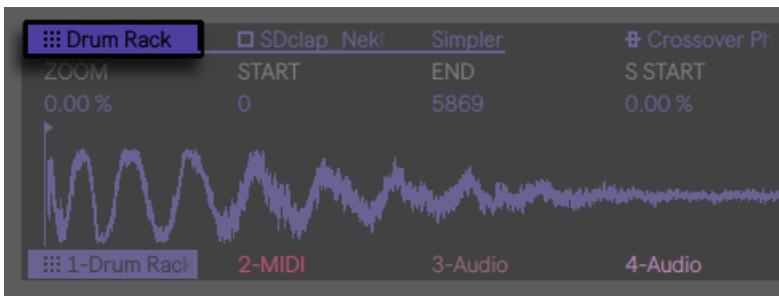 Drum Rack SDclap_Nek Simpler Crossover Ph
ZOOM START END S START
0.00 % 0 5869 0.00 %
1-Drum Rack 2-MIDI 3-Audio 4-Audio